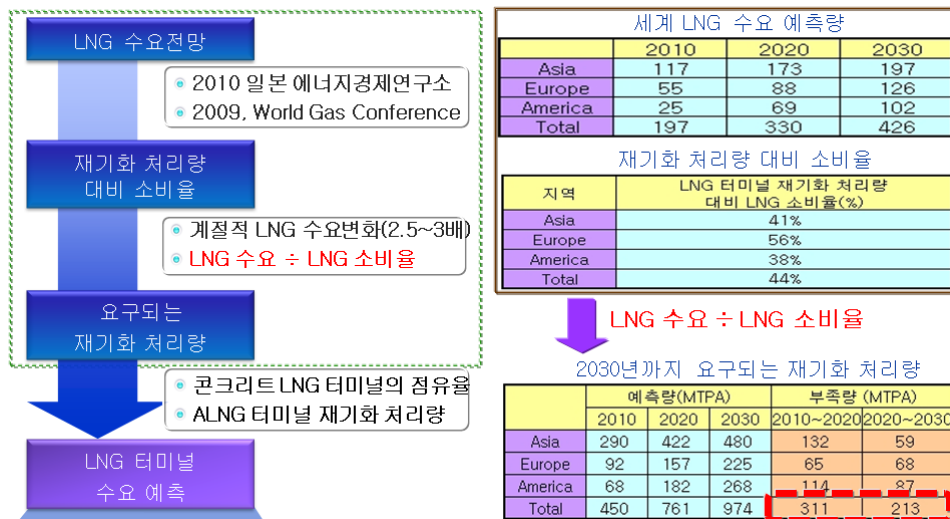 LNG 수요전망
• 2010 일본 에너지경제연구소
• 2009, World Gas Conference
재기화 처리량
대비 소비율
• 계절적 LNG 수요변화(2.5~3배)
• LNG 수요 ÷ LNG 소비율
요구되는
재기화 처리량
• 콘크리트 LNG 터미널의 점유율
• ALNG 터미널 재기화 처리량
LNG 터미널
수요 예측
세계 LNG 수요 예측량
2010 2020 2030
Asia 117 173 197
Europe 55 88 126
America 25 69 102
Total 197 330 426
재기화 처리량 대비 소비율
지역 LNG 터미널 재기화 처리량
대비 LNG 소비율(%)
Asia 41%
Europe 56%
America 38%
Total 44%
LNG 수요 ÷ LNG 소비율
2030년까지 요구되는 재기화 처리량
예측량(MTPA) 부족량 (MTPA)
2010 2020 2030 2010~2020 2020~2030
Asia 290 422 480 132 59
Europe 92 157 225 65 68
America 68 182 268 114 87
Total 450 761 974 311 213